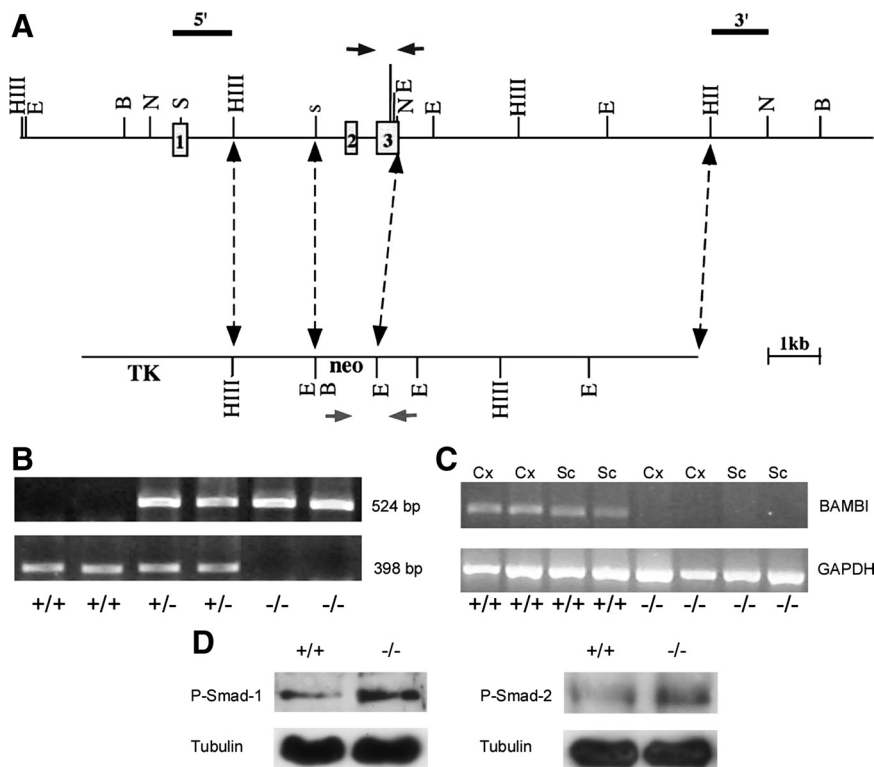 A
5' 3'
HIII E B N S HIII s N E E HIII E HII N B
1 2 3
TK neo 1kb
HIII E B E E HIII E
B
524 bp
398 bp
+/+ +/+ +/- +/- -/- -/-
C
Cx Cx Sc Sc Cx Cx Sc Sc
BAMBI
GAPDH
+/+ +/+ +/+ +/+ -/- -/- -/- -/-
D
+/+ -/- +/+ -/-
P-Smad-1 P-Smad-2
Tubulin Tubulin